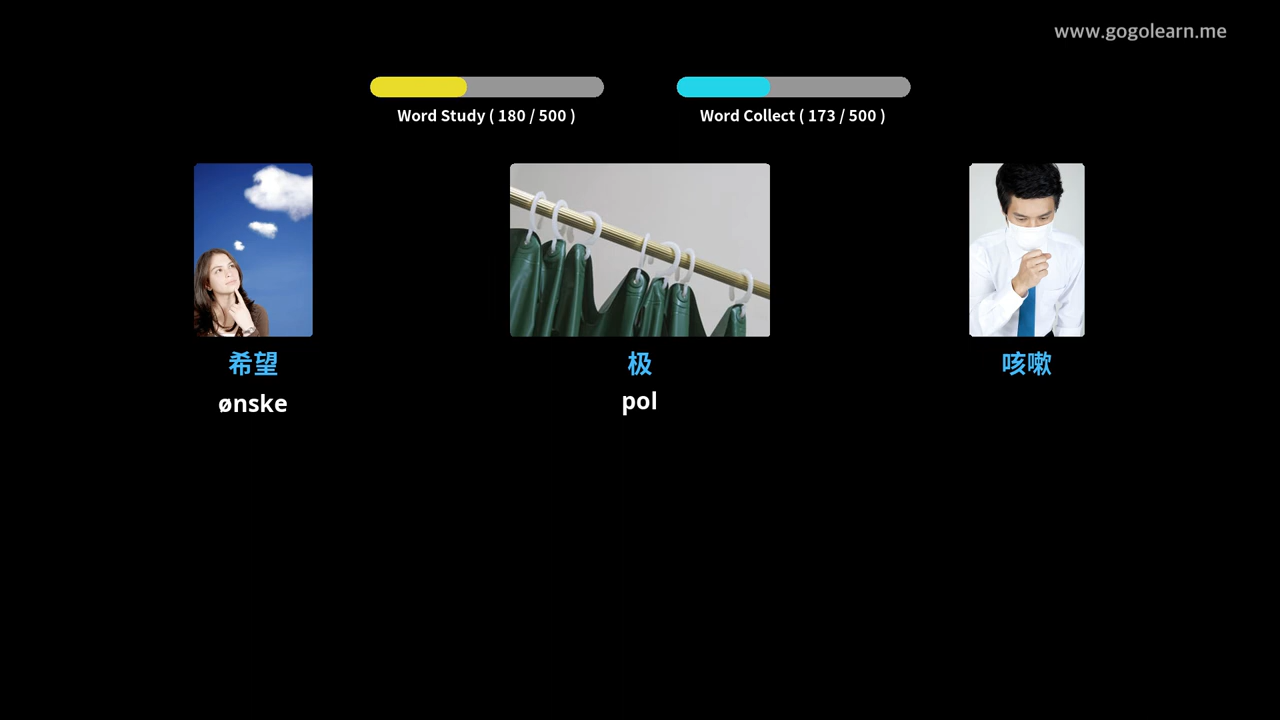 www.gogolearn.me
Word Study ( 180 / 500 )
Word Collect ( 173 / 500 )
希望
极
咳嗽
ønske
pol